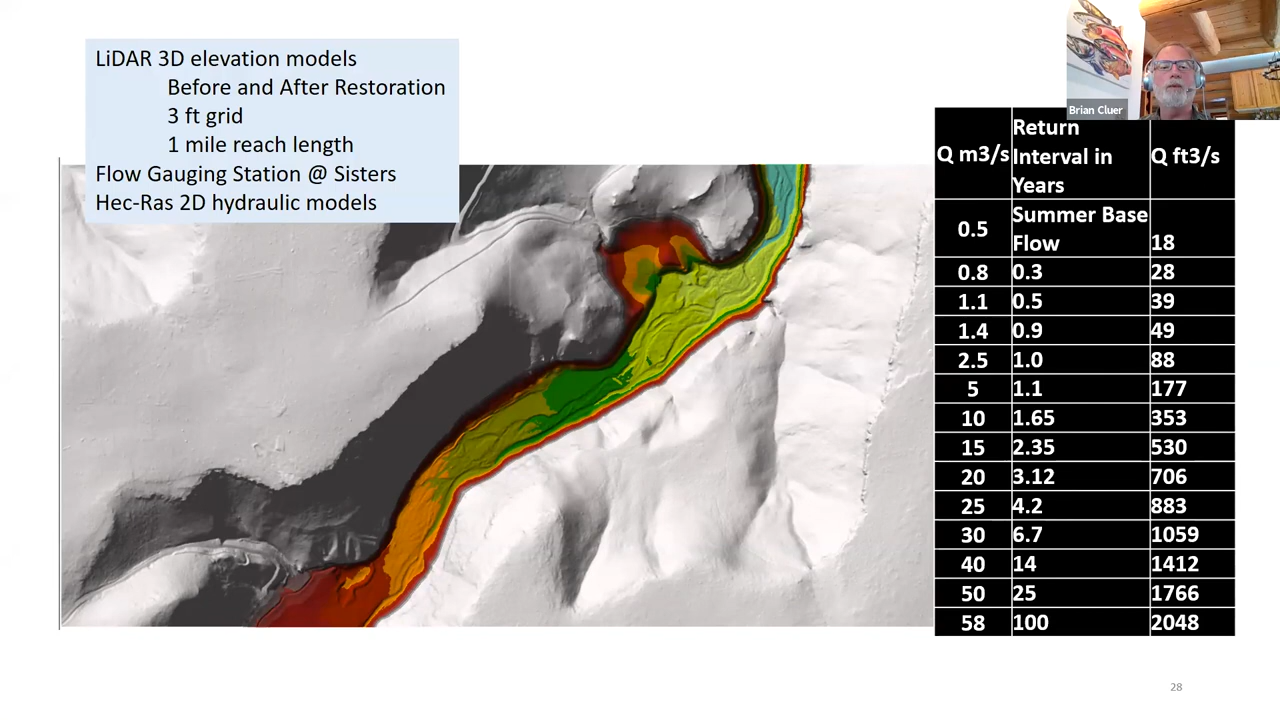 LiDAR 3D elevation models
Before and After Restoration
3 ft grid
1 mile reach length
Flow Gauging Station @ Sisters
Hec-Ras 2D hydraulic models
Brian Cluer
Q m3/s Return Interval in Years Q ft3/s
0.5 Summer Base Flow 18
0.8 0.3 28
1.1 0.5 39
1.4 0.9 49
2.5 1.0 88
5 1.1 177
10 1.65 353
15 2.35 530
20 3.12 706
25 4.2 883
30 6.7 1059
40 14 1412
50 25 1766
58 100 2048
28